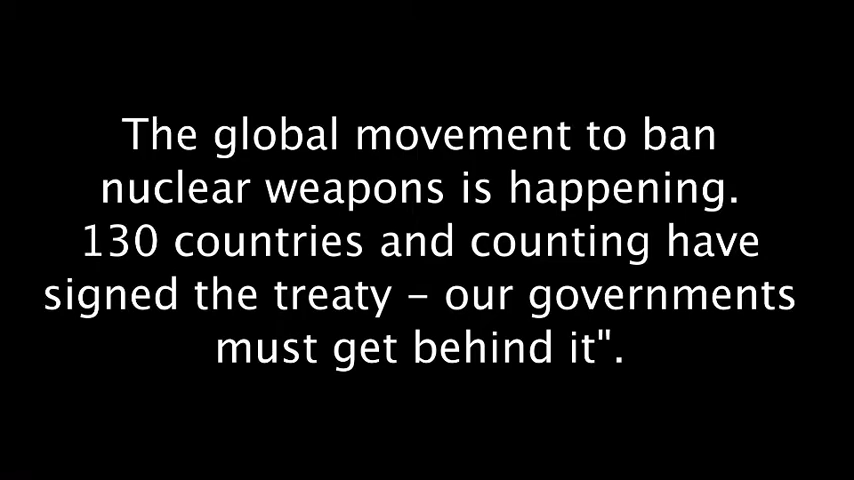 The global movement to ban
nuclear weapons is happening.
130 countries and counting have
signed the treaty – our governments
must get behind it".